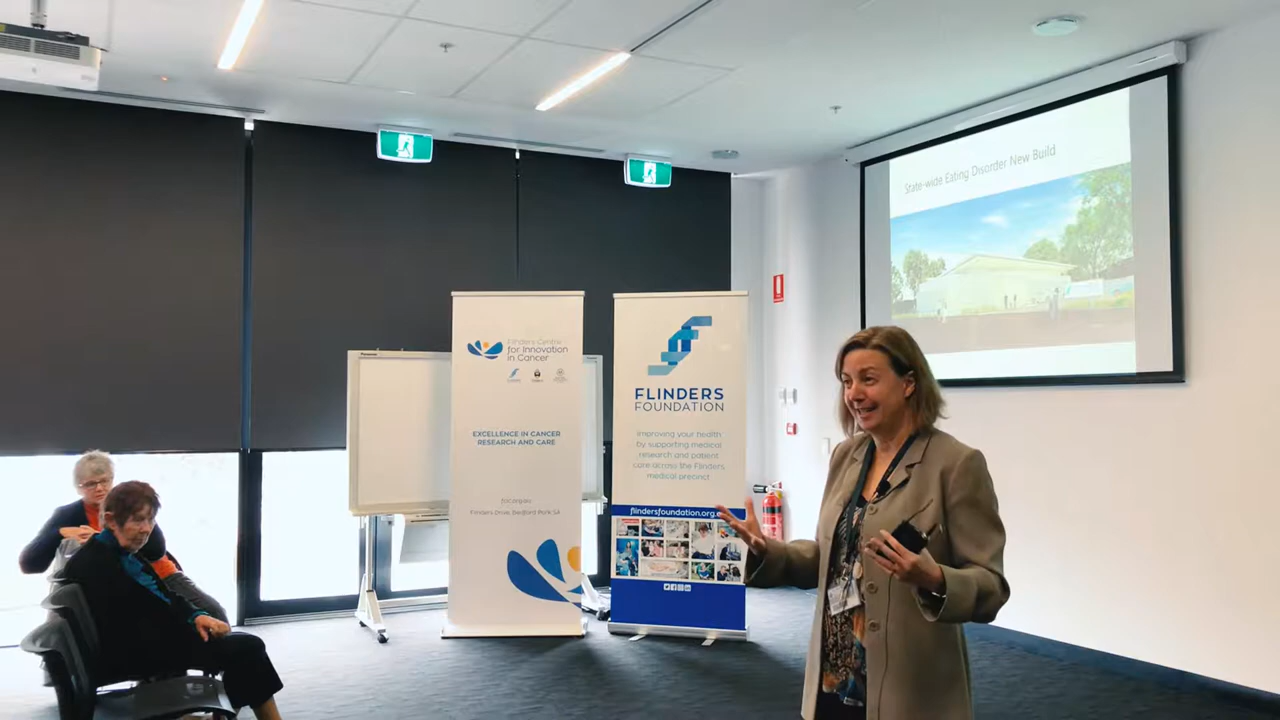 State-wide Eating Disorder New Build
Panasonic
Flinders Centre
for Innovation
in Cancer
EXCELLENCE IN CANCER
RESEARCH AND CARE
fcic.org.au
Flinders Drive, Bedford Park SA
FLINDERS
FOUNDATION
Improving your health
by supporting medical
research and patient
care across the Flinders
medical precinct
flindersfoundation.org.a